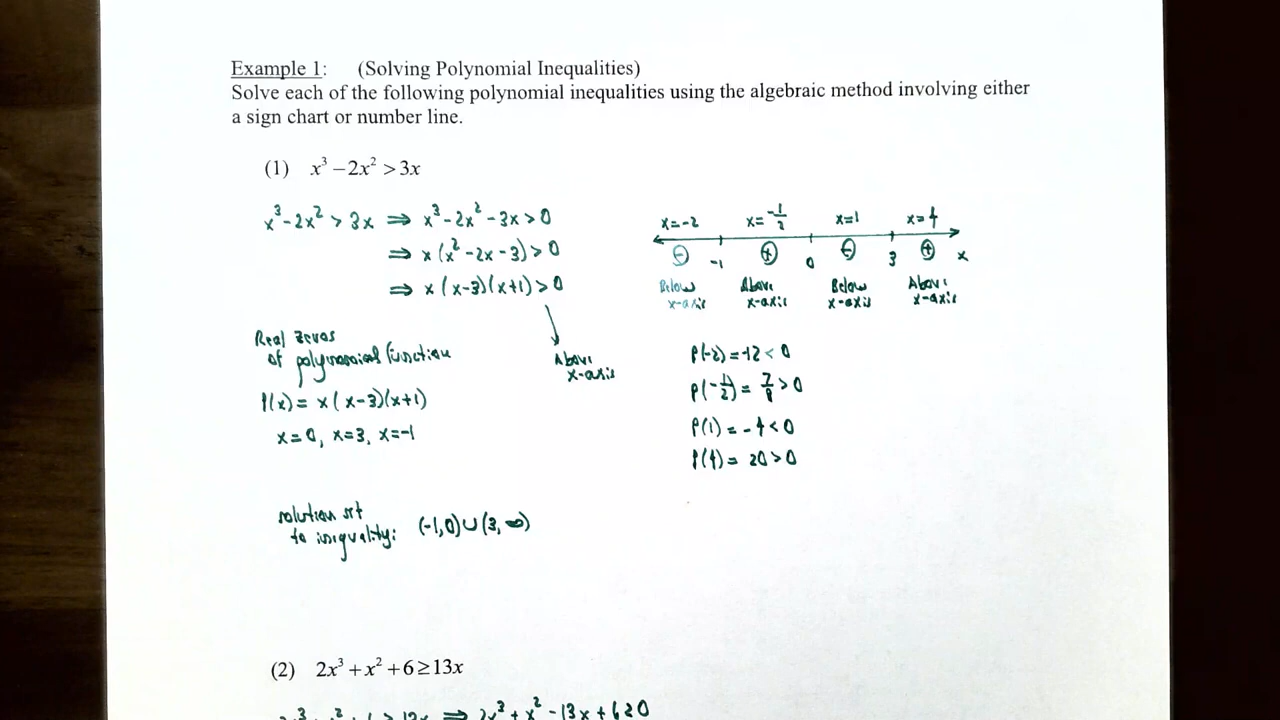 Example 1: (Solving Polynomial Inequalities)
Solve each of the following polynomial inequalities using the algebraic method involving either
a sign chart or number line.
(1) x³ − 2x² > 3x
x³ - 2x² > 3x ⇒ x³ - 2x² - 3x > 0
⇒ x(x² - 2x - 3) > 0
⇒ x(x-3)(x+1) > 0
Above
x-axis
Real zeros
of polynomial function
P(x) = x(x-3)(x+1)
x=0, x=3, x=-1
x=-2 x=-1/2 x=1 x=4
⊖ -1 ⊕ 0 ⊖ 3 ⊕ x
Below Above Below Above
x-axis x-axis x-axis x-axis
P(-2) = -12 < 0
P(-1/2) = 7/8 > 0
P(1) = -4 < 0
P(4) = 20 > 0
solution set
to inequality: (-1,0)∪(3,∞)
(2) 2x³ + x² + 6 ≥ 13x
⇒ 2x³ + x² - 13x + 6 ≥ 0